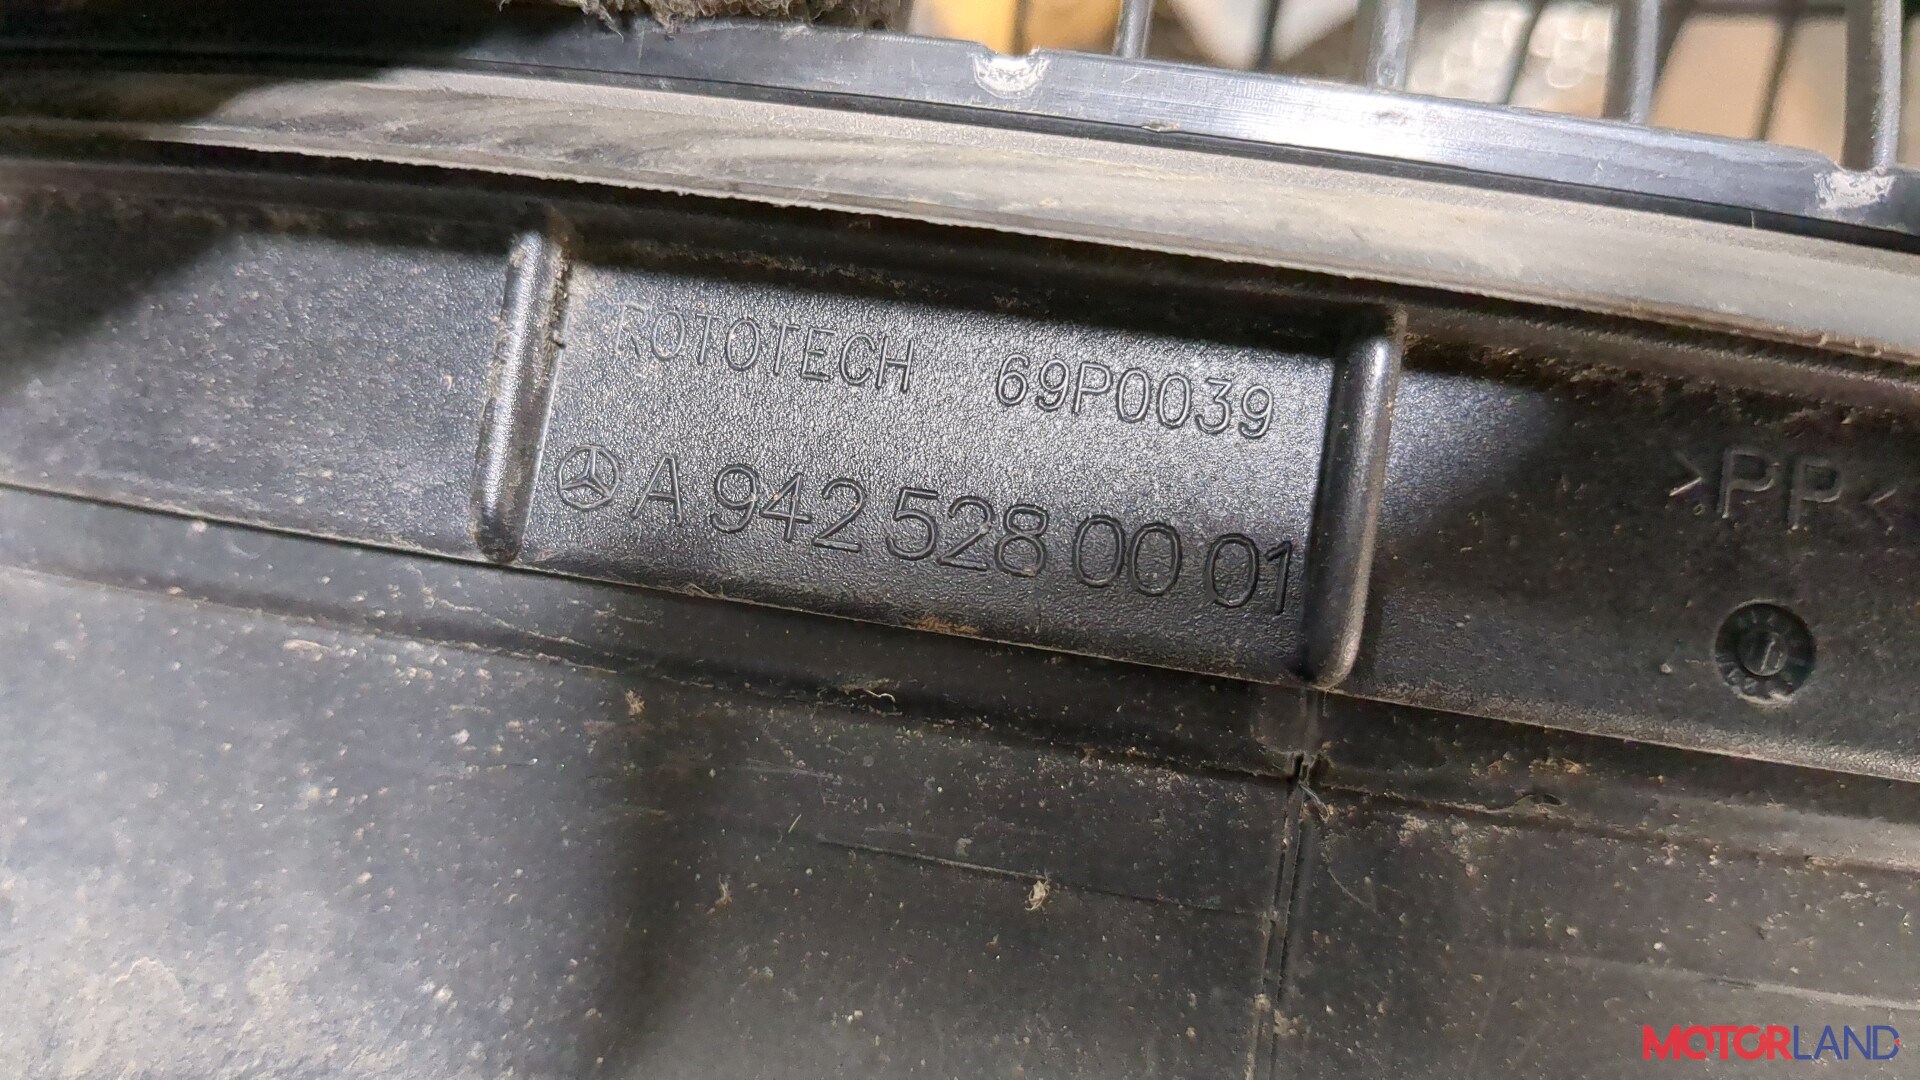 ROTOTECH 69P0039
A 942 528 00 01
>PP<
MOTORLAND